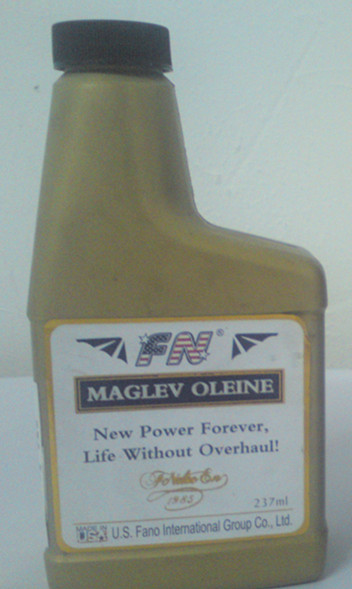 FN®
MAGLEV OLEINE
New Power Forever,
Life Without Overhaul!
1985
237ml
MADE IN
USA
U.S. Fano International Group Co., Ltd.